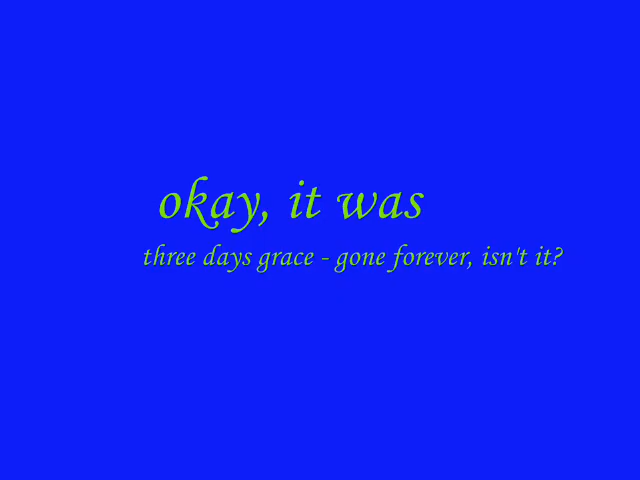 okay, it was
three days grace - gone forever, isn't it?